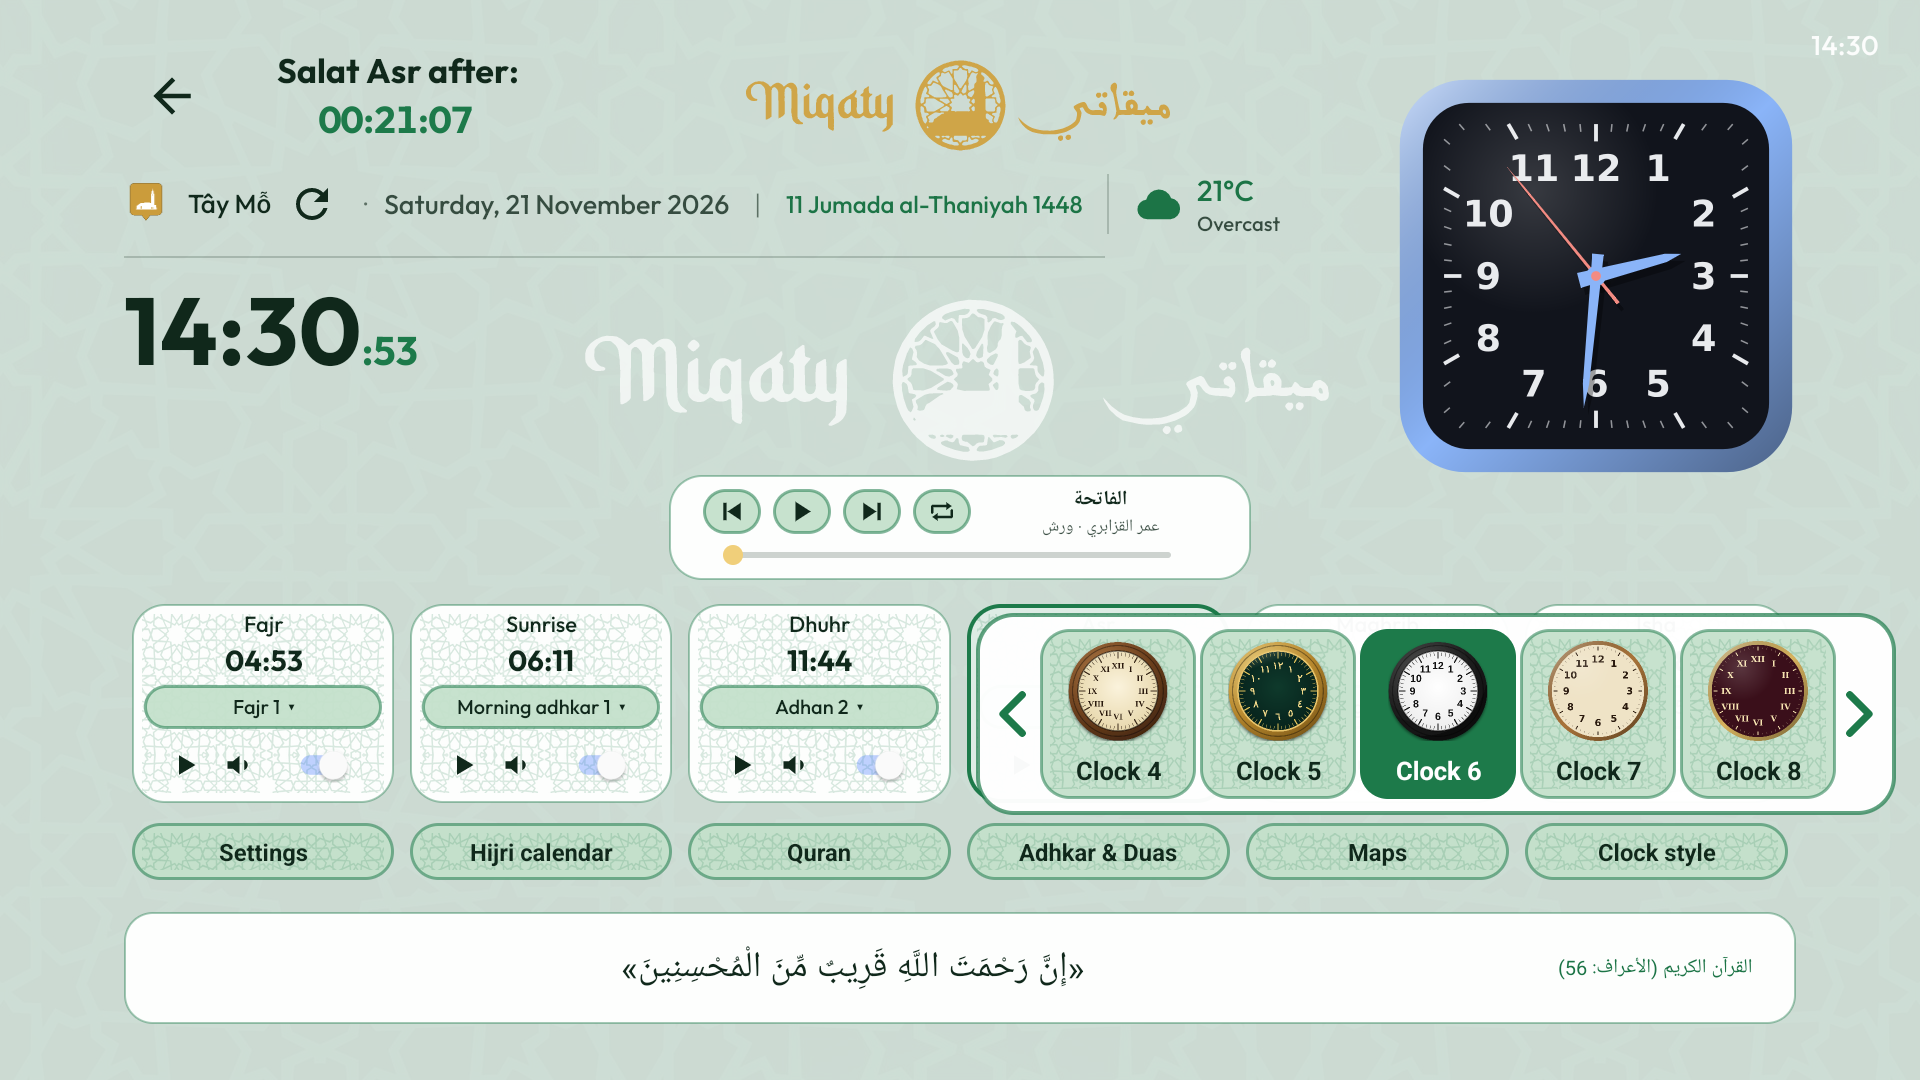 14:30
Salat Asr after:
00:21:07
Miqaty ميقاتي
Tây Mỗ · Saturday, 21 November 2026 | 11 Jumada al-Thaniyah 1448
21°C
Overcast
14:30:53
Miqaty ميقاتي
11 12 1
10 2
9 3
8 4
7 6 5
الفاتحة
عمر القزابري · ورش
Fajr
04:53
Fajr 1
Sunrise
06:11
Morning adhkar 1
Dhuhr
11:44
Adhan 2
Clock 4
Clock 5
Clock 6
Clock 7
Clock 8
Settings
Hijri calendar
Quran
Adhkar & Duas
Maps
Clock style
«إِنَّ رَحْمَتَ اللَّهِ قَرِيبٌ مِّنَ الْمُحْسِنِينَ»
القرآن الكريم (الأعراف: 56)